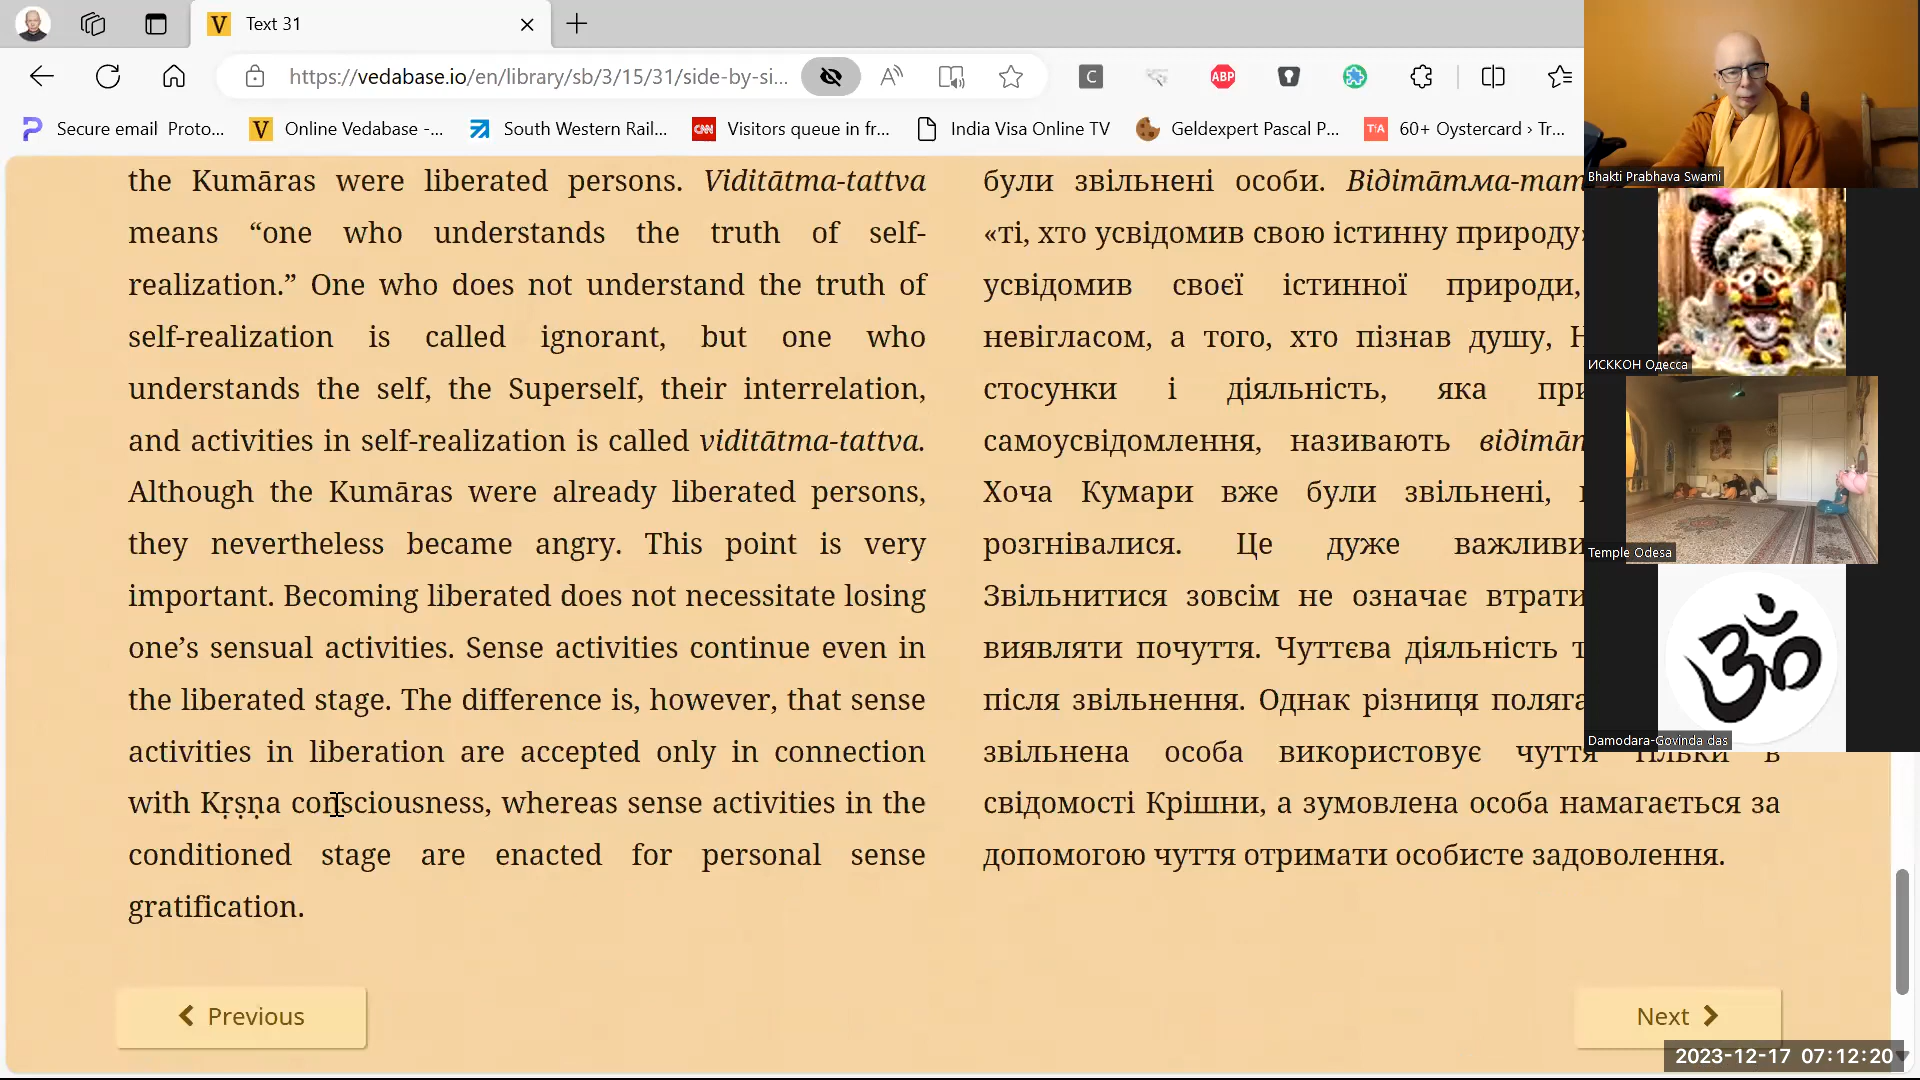 Text 31
https://vedabase.io/en/library/sb/3/15/31/side-by-si...
Secure email Proto...
Online Vedabase -...
South Western Rail...
Visitors queue in fr...
India Visa Online TV
Geldexpert Pascal P...
60+ Oystercard › Tr...
the Kumāras were liberated persons. Viditātma-tattva
means “one who understands the truth of self-
realization.” One who does not understand the truth of
self-realization is called ignorant, but one who
understands the self, the Superself, their interrelation,
and activities in self-realization is called viditātma-tattva.
Although the Kumāras were already liberated persons,
they nevertheless became angry. This point is very
important. Becoming liberated does not necessitate losing
one’s sensual activities. Sense activities continue even in
the liberated stage. The difference is, however, that sense
activities in liberation are accepted only in connection
with Kṛṣṇa consciousness, whereas sense activities in the
conditioned stage are enacted for personal sense
gratification.
були звільнені особи.
«ті, хто усвідомив свою істинну природу»
усвідомив своєї істинної природи,
невігласом, а того, хто пізнав душу,
стосунки і діяльність, яка
самоусвідомлення, називають
Хоча Кумари вже були звільнені,
розгнівалися. Це дуже
Звільнитися зовсім не означає
виявляти почуття. Чуттєва діяльність
після звільнення. Однак різниця
звільнена особа використовує чуття тільки в
свідомості Крішни, а зумовлена особа намагається за
допомогою чуття отримати особисте задоволення.
Previous
Next
Bhakti Prabhava Swami
ИСККОН Одесса
Temple Odesa
Damodara-Govinda das
ABP
C
CNN
TfA
ॐ
2023-12-17 07:12:20